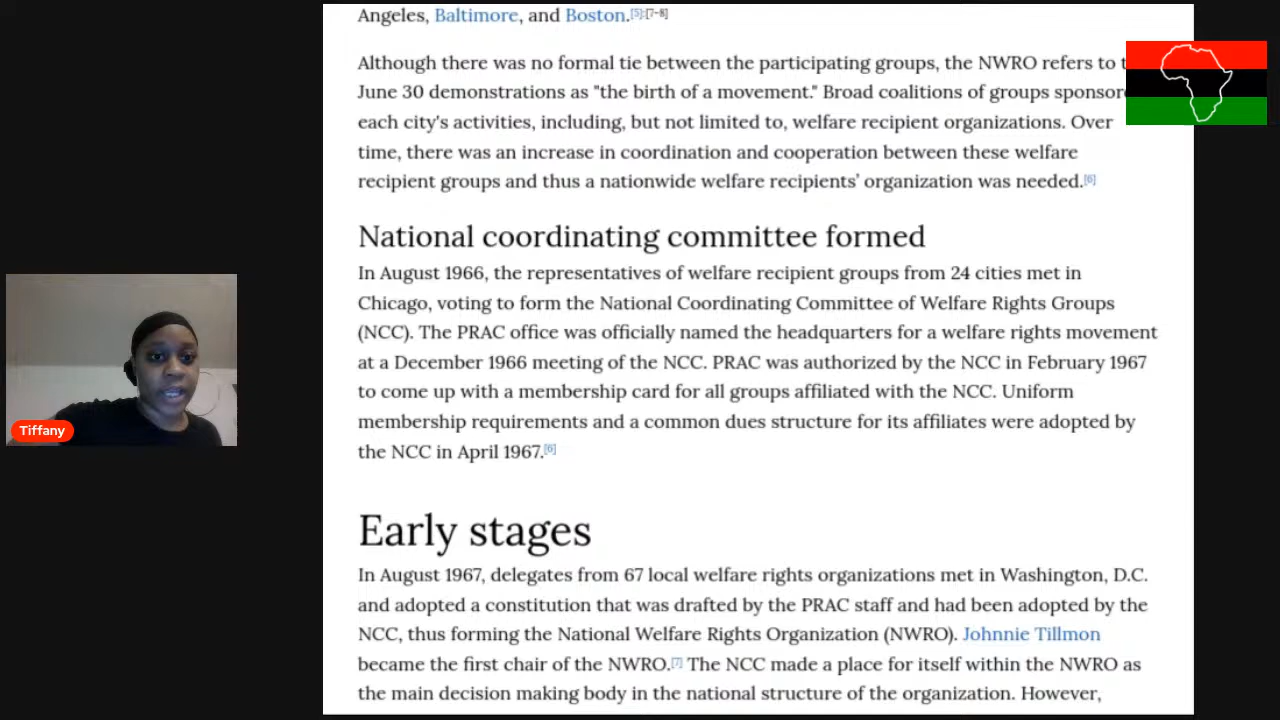 Angeles, Baltimore, and Boston.[5]:[7-8]
Although there was no formal tie between the participating groups, the NWRO refers to
June 30 demonstrations as "the birth of a movement." Broad coalitions of groups
each city's activities, including, but not limited to, welfare recipient organizations. Over
time, there was an increase in coordination and cooperation between these welfare
recipient groups and thus a nationwide welfare recipients’ organization was needed.[6]
National coordinating committee formed
In August 1966, the representatives of welfare recipient groups from 24 cities met in
Chicago, voting to form the National Coordinating Committee of Welfare Rights Groups
(NCC). The PRAC office was officially named the headquarters for a welfare rights movement
at a December 1966 meeting of the NCC. PRAC was authorized by the NCC in February 1967
to come up with a membership card for all groups affiliated with the NCC. Uniform
membership requirements and a common dues structure for its affiliates were adopted by
the NCC in April 1967.[6]
Early stages
In August 1967, delegates from 67 local welfare rights organizations met in Washington, D.C.
and adopted a constitution that was drafted by the PRAC staff and had been adopted by the
NCC, thus forming the National Welfare Rights Organization (NWRO). Johnnie Tillmon
became the first chair of the NWRO.[7] The NCC made a place for itself within the NWRO as
the main decision making body in the national structure of the organization. However,
Tiffany